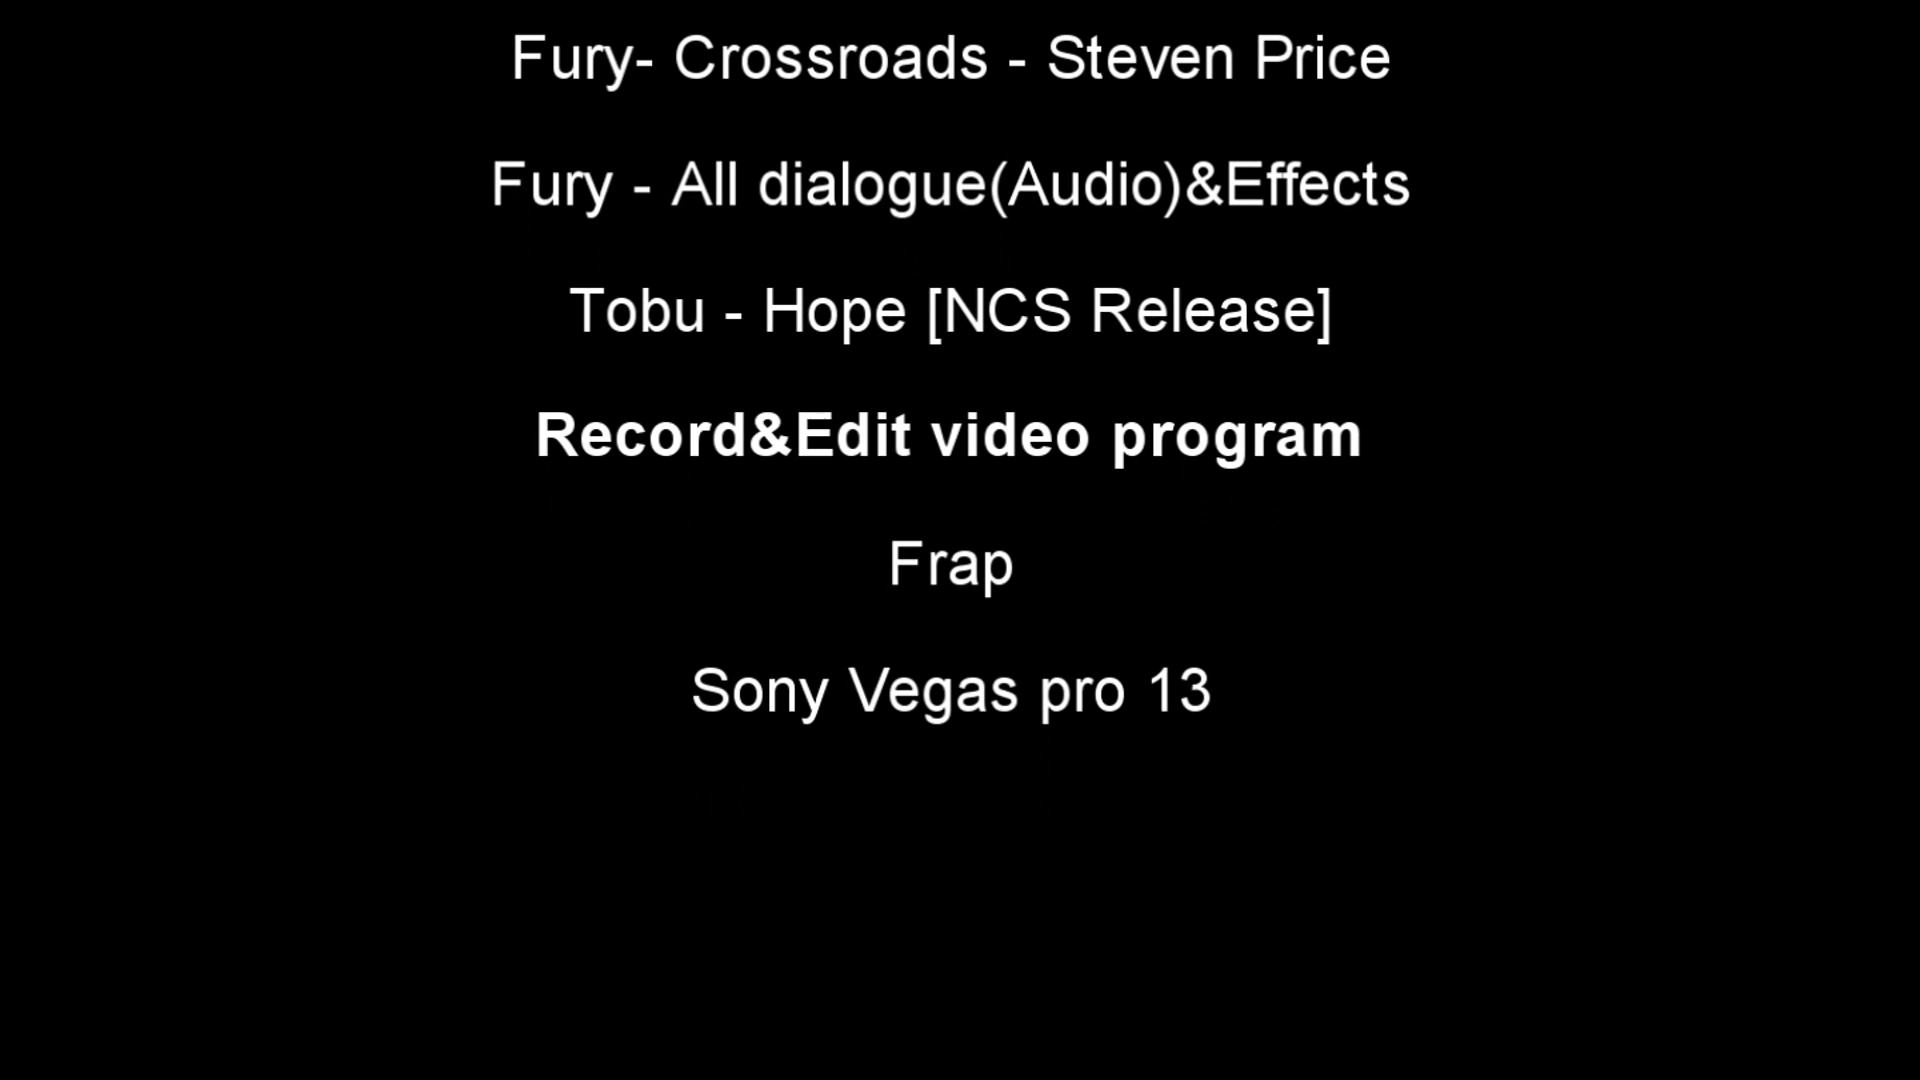 Fury- Crossroads - Steven Price
Fury - All dialogue(Audio)&Effects
Tobu - Hope [NCS Release]
Record&Edit video program
Frap
Sony Vegas pro 13